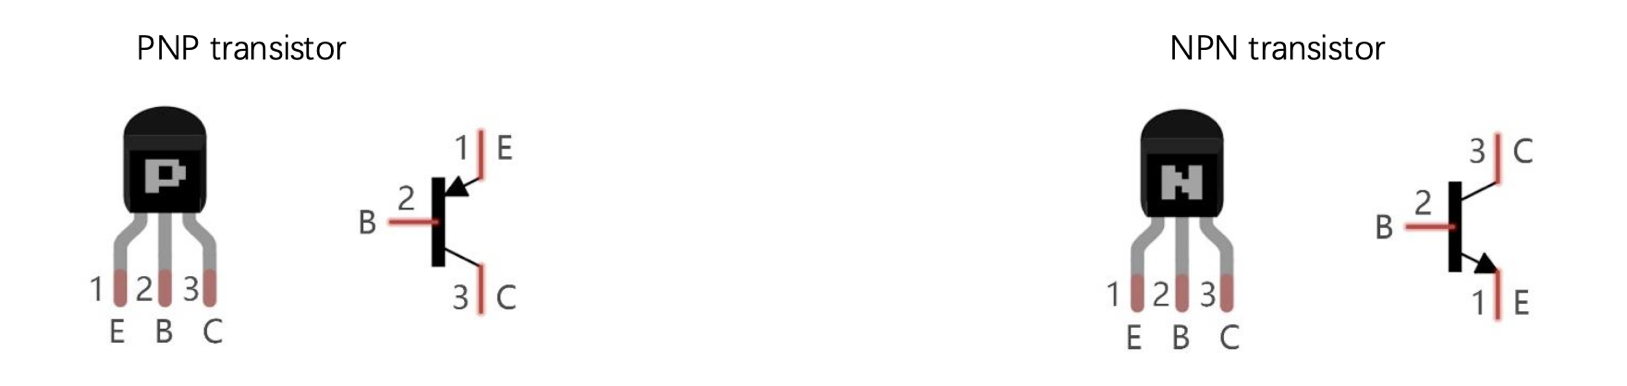 PNP transistor
P
1 2 3
E B C
1 E
2
B
3 C
NPN transistor
N
1 2 3
E B C
3 C
2
B
1 E